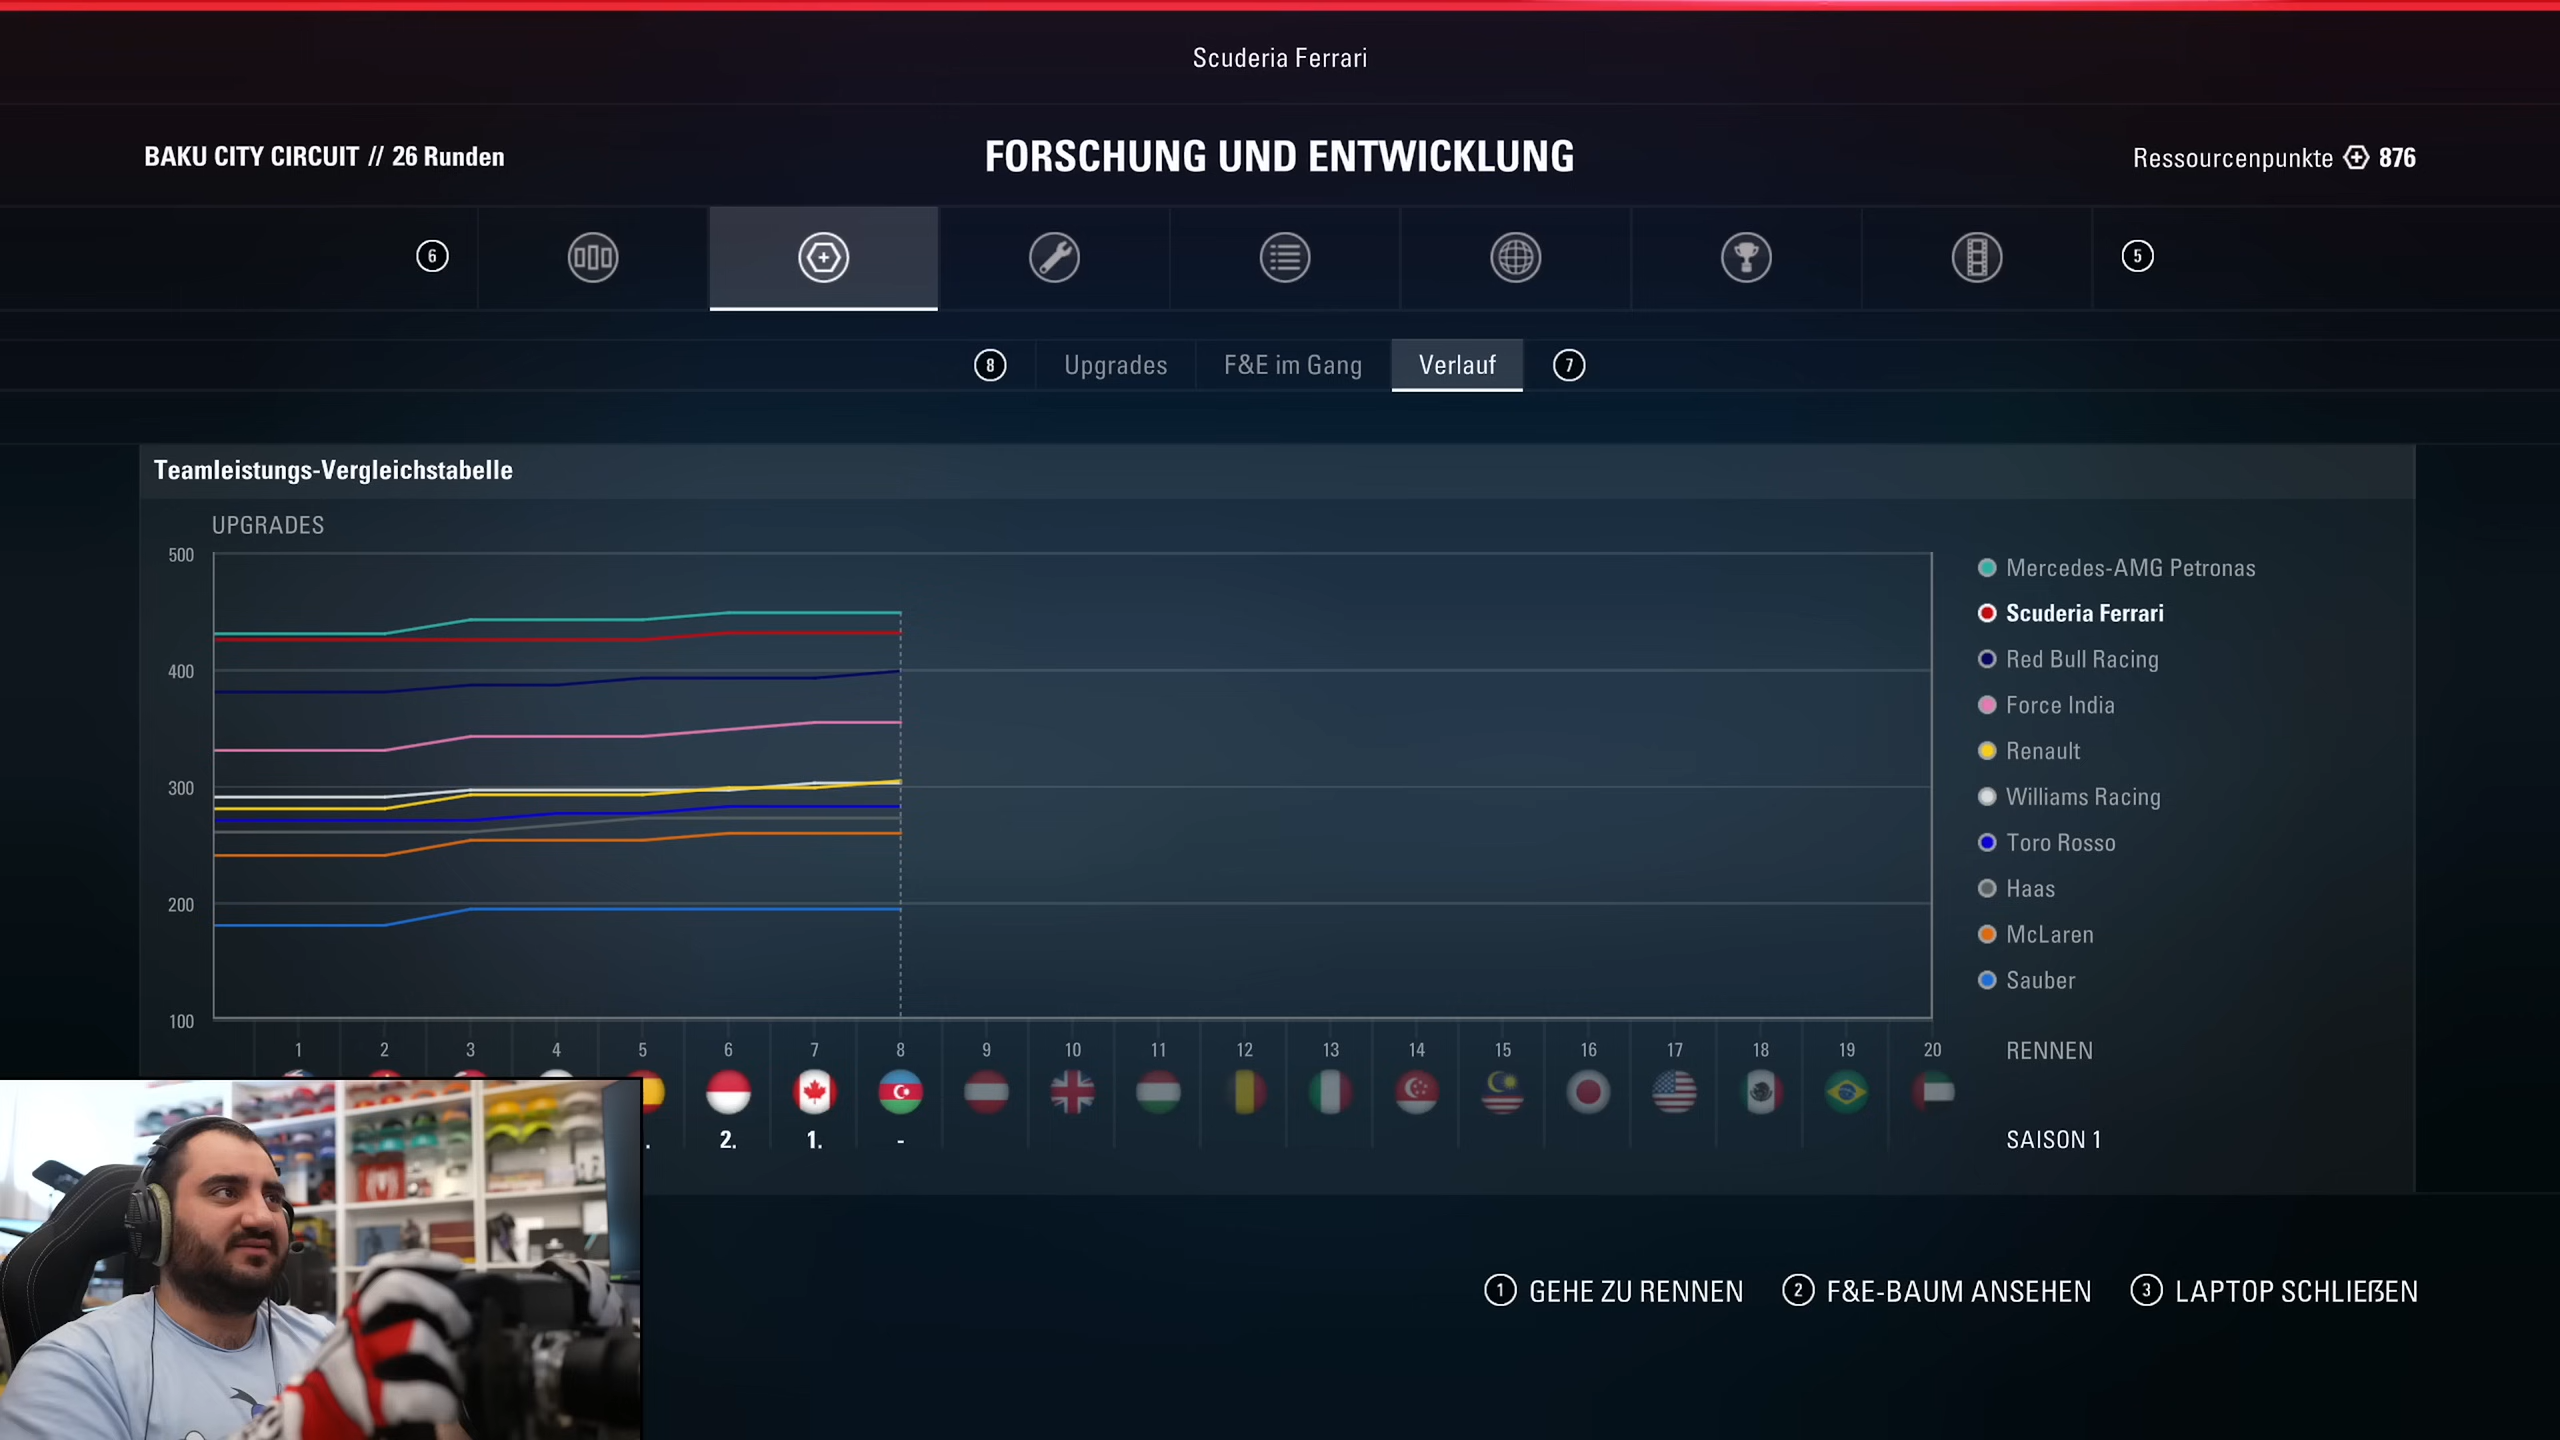 Scuderia Ferrari
BAKU CITY CIRCUIT // 26 Runden
FORSCHUNG UND ENTWICKLUNG
Ressourcenpunkte 876
6
5
8
Upgrades
F&E im Gang
Verlauf
7
Teamleistungs-Vergleichstabelle
UPGRADES
500
400
300
200
100
Mercedes-AMG Petronas
Scuderia Ferrari
Red Bull Racing
Force India
Renault
Williams Racing
Toro Rosso
Haas
McLaren
Sauber
1 2 3 4 5 6 7 8 9 10 11 12 13 14 15 16 17 18 19 20
RENNEN
2. 1. -
SAISON 1
1 GEHE ZU RENNEN
2 F&E-BAUM ANSEHEN
3 LAPTOP SCHLIEẞEN